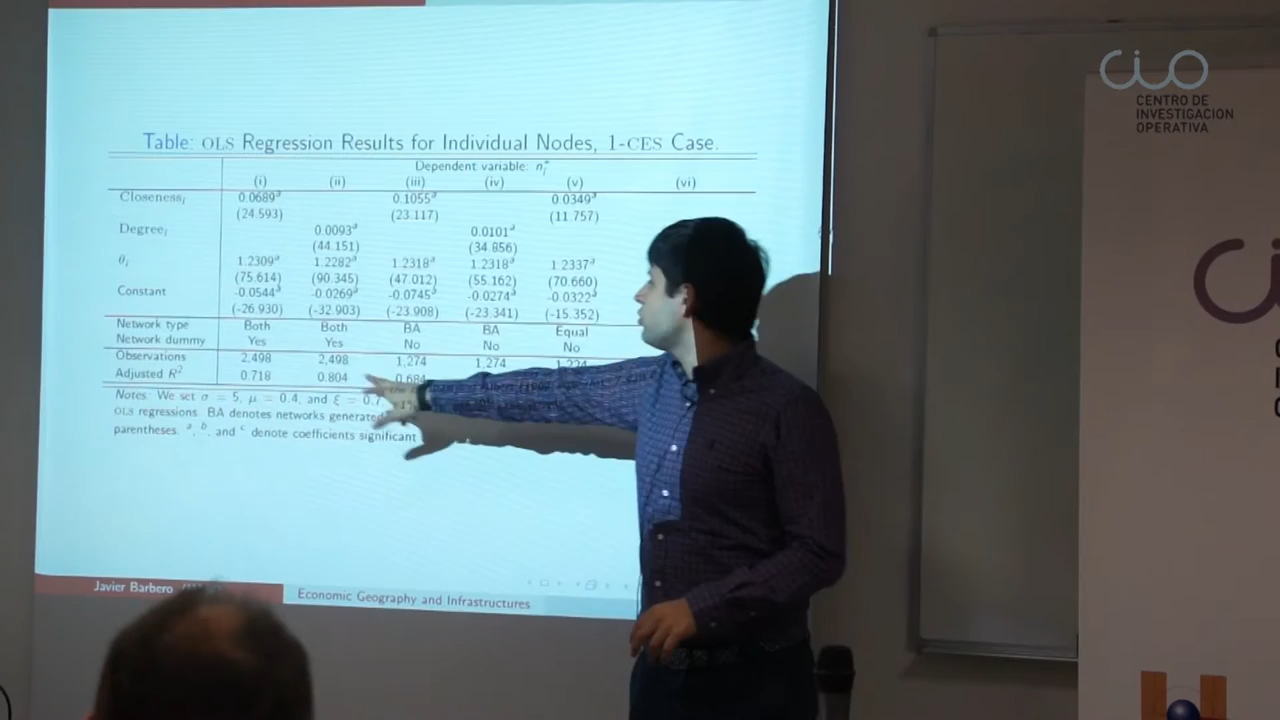 Table: OLS Regression Results for Individual Nodes, 1-CES Case.
Dependent variable: n_i^*
(i) (ii) (iii) (iv) (v) (vi)
Closeness_i 0.0689^a 0.1055^a 0.0349^a
(24.593) (23.117) (11.757)
Degree_i 0.0093^a 0.0101^a
(44.151) (34.856)
θ_i 1.2309^a 1.2282^a 1.2318^a 1.2318^a 1.2337^a
(75.614) (90.345) (47.012) (55.162) (70.660)
Constant -0.0544^a -0.0269^a -0.0745^a -0.0274^a -0.0322^a
(-26.930) (-32.903) (-23.908) (-23.341) (-15.352)
Network type Both Both BA BA Equal
Network dummy Yes Yes No No No
Observations 2,498 2,498 1,274 1,274 1,224
Adjusted R^2 0.718 0.804 0.684
Notes: We set σ = 5, μ = 0.4, and ξ = 0.7
OLS regressions. BA denotes networks generated
parentheses. ^a, ^b, and ^c denote coefficients significant
Javier Barbero
Economic Geography and Infrastructures
CIO
CENTRO DE
INVESTIGACION
OPERATIVA